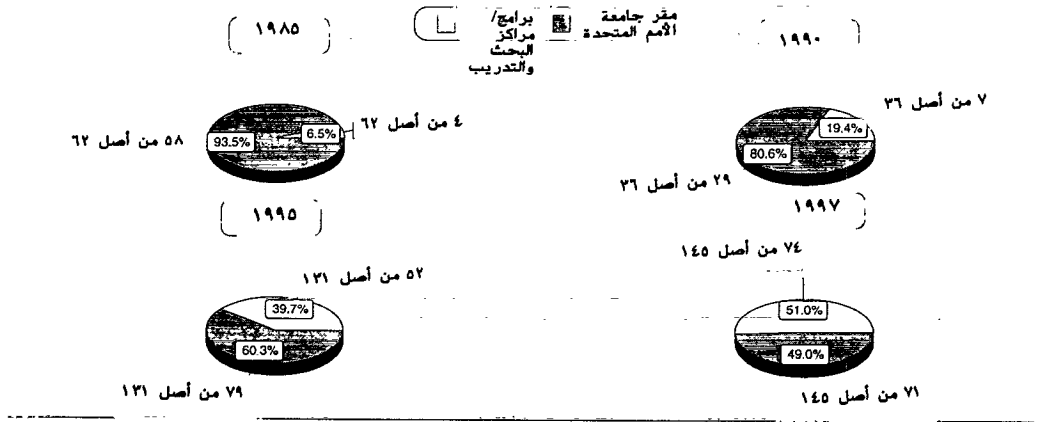 مقر جامعة
الأمم المتحدة
برامج/
مراكز
البحث
والتدريب
١٩٨٥
٤ من أصل ٦٢
6.5%
93.5%
٥٨ من أصل ٦٢
١٩٩٠
٧ من أصل ٣٦
19.4%
80.6%
٢٩ من أصل ٣٦
١٩٩٥
٥٢ من أصل ١٣١
39.7%
60.3%
٧٩ من أصل ١٣١
١٩٩٧
٧٤ من أصل ١٤٥
51.0%
49.0%
٧١ من أصل ١٤٥